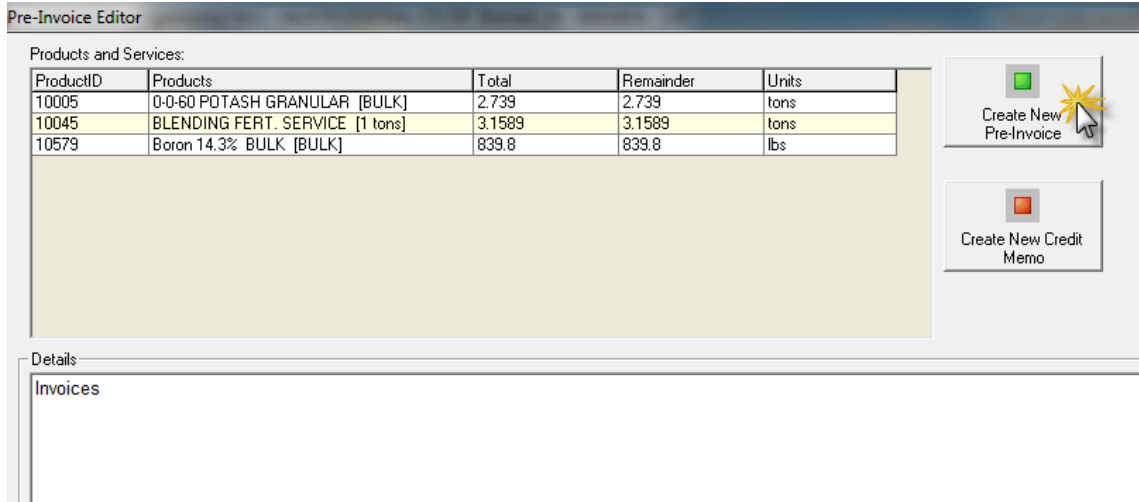 Pre-Invoice Editor
Products and Services:
ProductID Products Total Remainder Units
10005 0-0-60 POTASH GRANULAR [BULK] 2.739 2.739 tons
10045 BLENDING FERT. SERVICE [1 tons] 3.1589 3.1589 tons
10579 Boron 14.3% BULK [BULK] 839.8 839.8 lbs
Create New
Pre-Invoice
Create New Credit
Memo
Details
Invoices